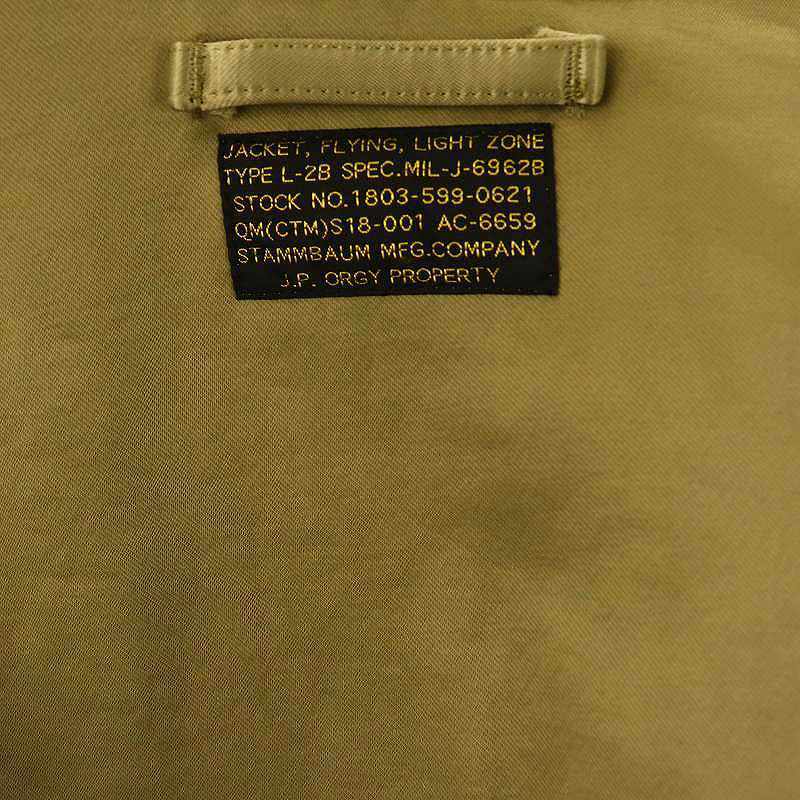 JACKET, FLYING, LIGHT ZONE
TYPE L-2B SPEC.MIL-J-6962B
STOCK NO.1803-599-0621
QM(CTM)S18-001 AC-6659
STAMMBAUM MFG.COMPANY
J.P. ORGY PROPERTY